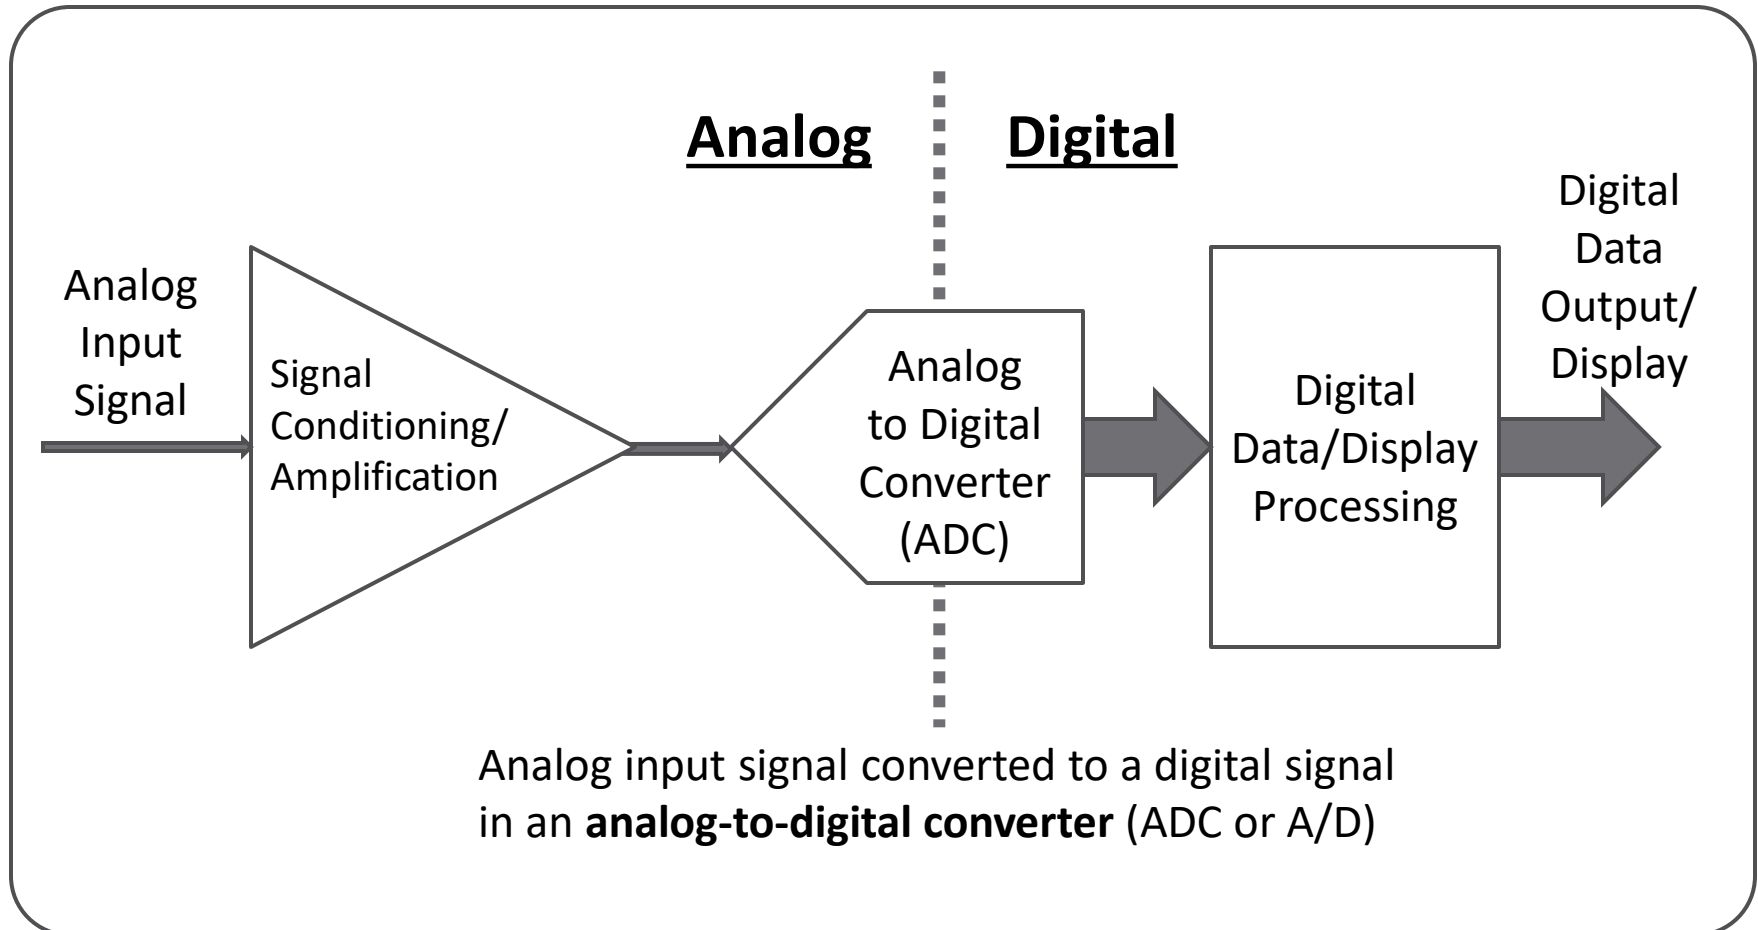 Analog
Digital
Analog
Input
Signal
Signal
Conditioning/
Amplification
Analog
to Digital
Converter
(ADC)
Digital
Data/Display
Processing
Digital
Data
Output/
Display
Analog input signal converted to a digital signal
in an analog-to-digital converter (ADC or A/D)